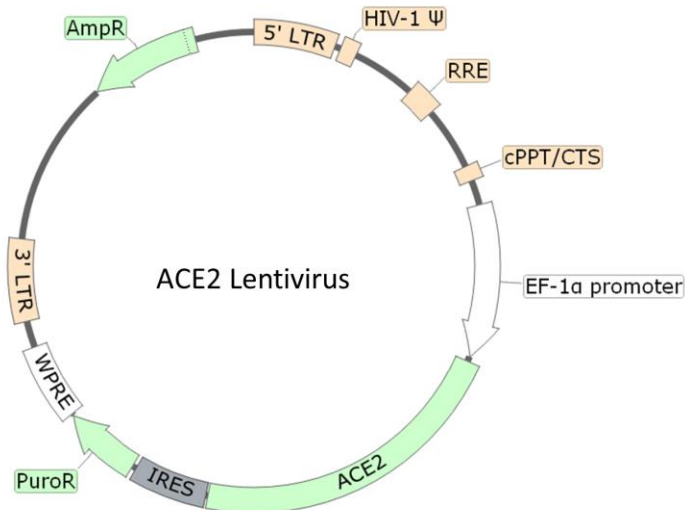 AmpR
5' LTR
HIV-1 Ψ
RRE
cPPT/CTS
EF-1α promoter
ACE2 Lentivirus
3' LTR
WPRE
PuroR
IRES
ACE2